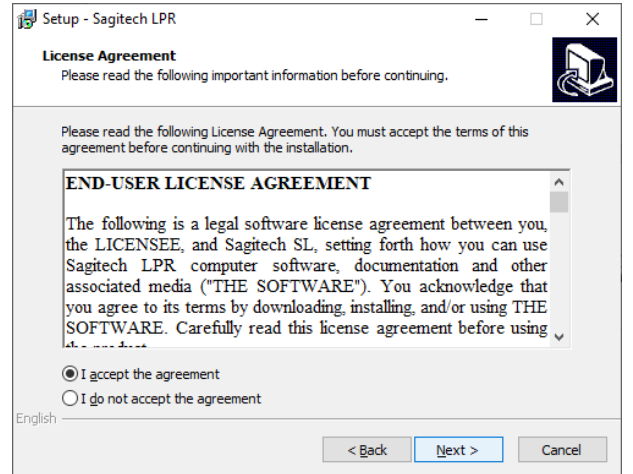 Setup - Sagitech LPR
License Agreement
Please read the following important information before continuing.
Please read the following License Agreement. You must accept the terms of this
agreement before continuing with the installation.
END-USER LICENSE AGREEMENT
The following is a legal software license agreement between you,
the LICENSEE, and Sagitech SL, setting forth how you can use
Sagitech LPR computer software, documentation and other
associated media ("THE SOFTWARE"). You acknowledge that
you agree to its terms by downloading, installing, and/or using THE
SOFTWARE. Carefully read this license agreement before using
the product
I accept the agreement
I do not accept the agreement
English
< Back
Next >
Cancel